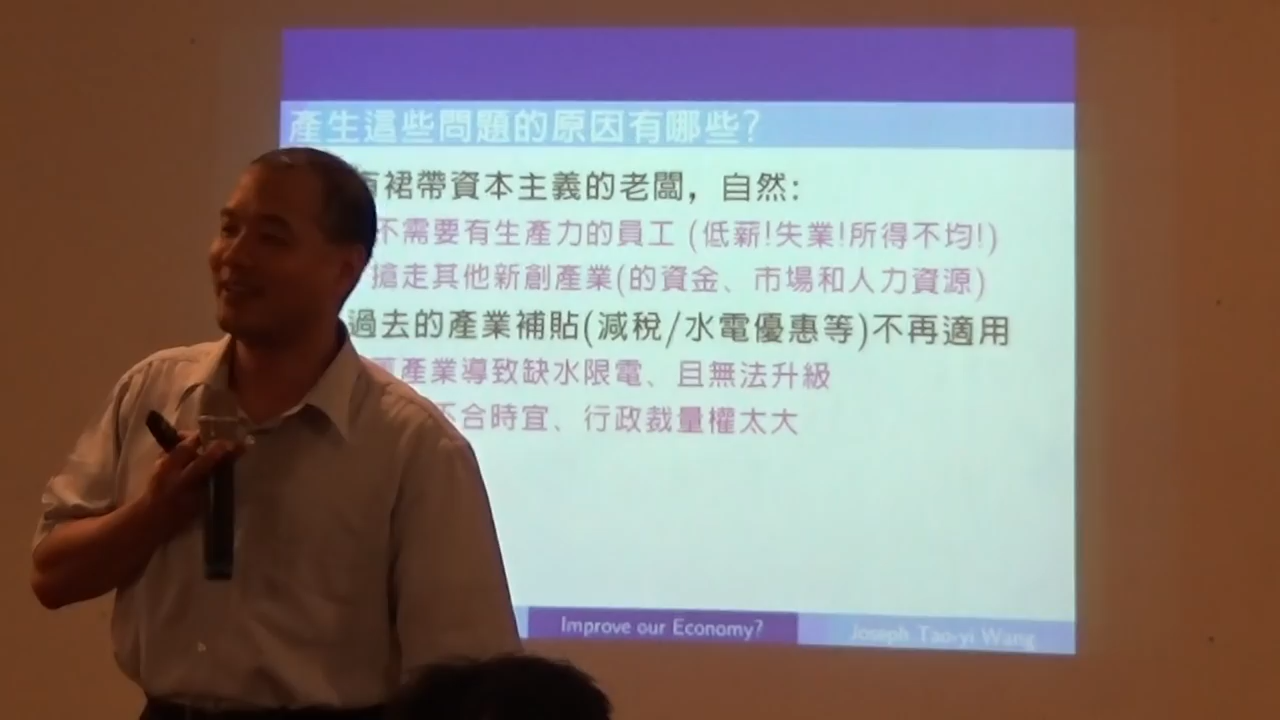 產生這些問題的原因有哪些?
有裙帶資本主義的老闆，自然:
不需要有生產力的員工 (低薪!失業!所得不均!)
搶走其他新創產業(的資金、市場和人力資源)
過去的產業補貼(減稅/水電優惠等)不再適用
產業導致缺水限電、且無法升級
不合時宜、行政裁量權太大
Improve our Economy?
Joseph Tao-yi Wang